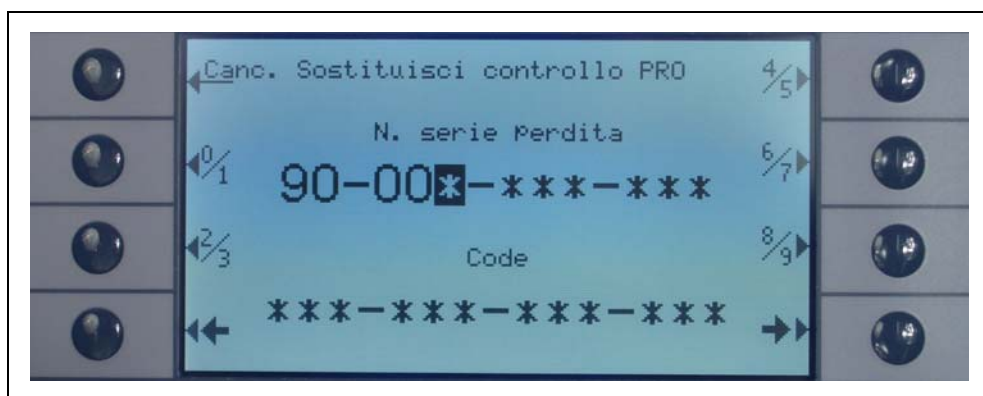 Canc. Sostituisci controllo PRO 4/5
N. serie Perdita
0/1 90-00*-***-*** 6/7
2/3 Code 8/9
***-***-***-***